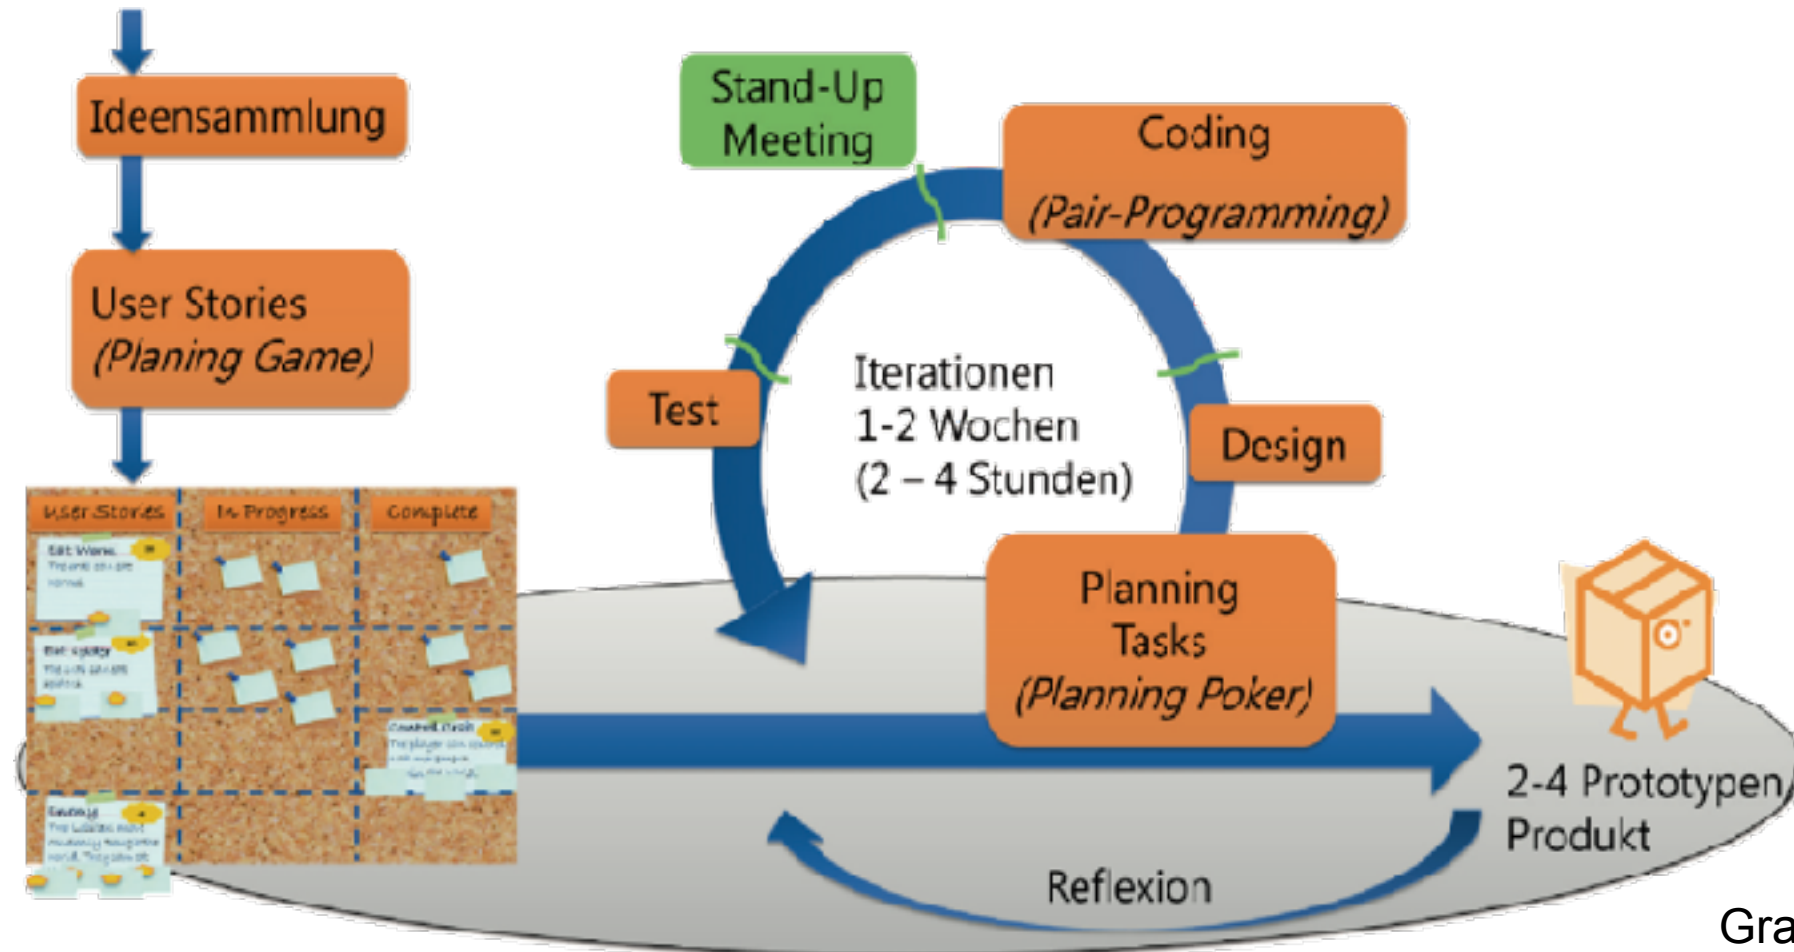 Ideensammlung
User Stories
(Planing Game)
User Stories
In Progress
Complete
Stand-Up
Meeting
Coding
(Pair-Programming)
Test
Iterationen
1-2 Wochen
(2 – 4 Stunden)
Design
Planning
Tasks
(Planning Poker)
2-4 Prototypen/
Produkt
Reflexion
Gra